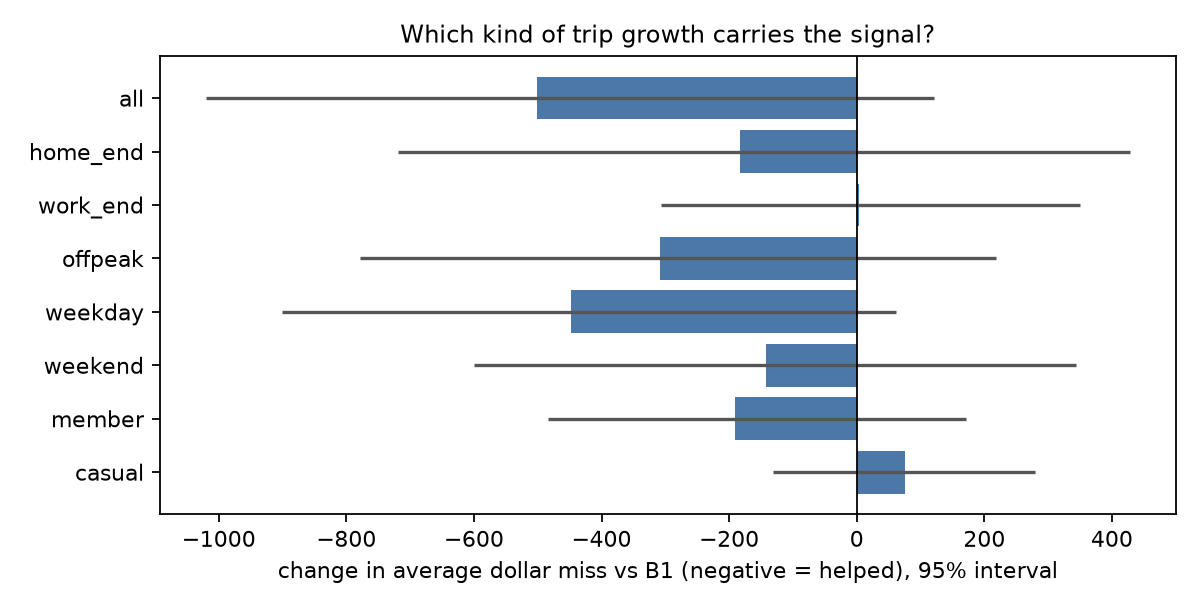 Which kind of trip growth carries the signal?
all
home_end
work_end
offpeak
weekday
weekend
member
casual
−1000 −800 −600 −400 −200 0 200 400
change in average dollar miss vs B1 (negative = helped), 95% interval